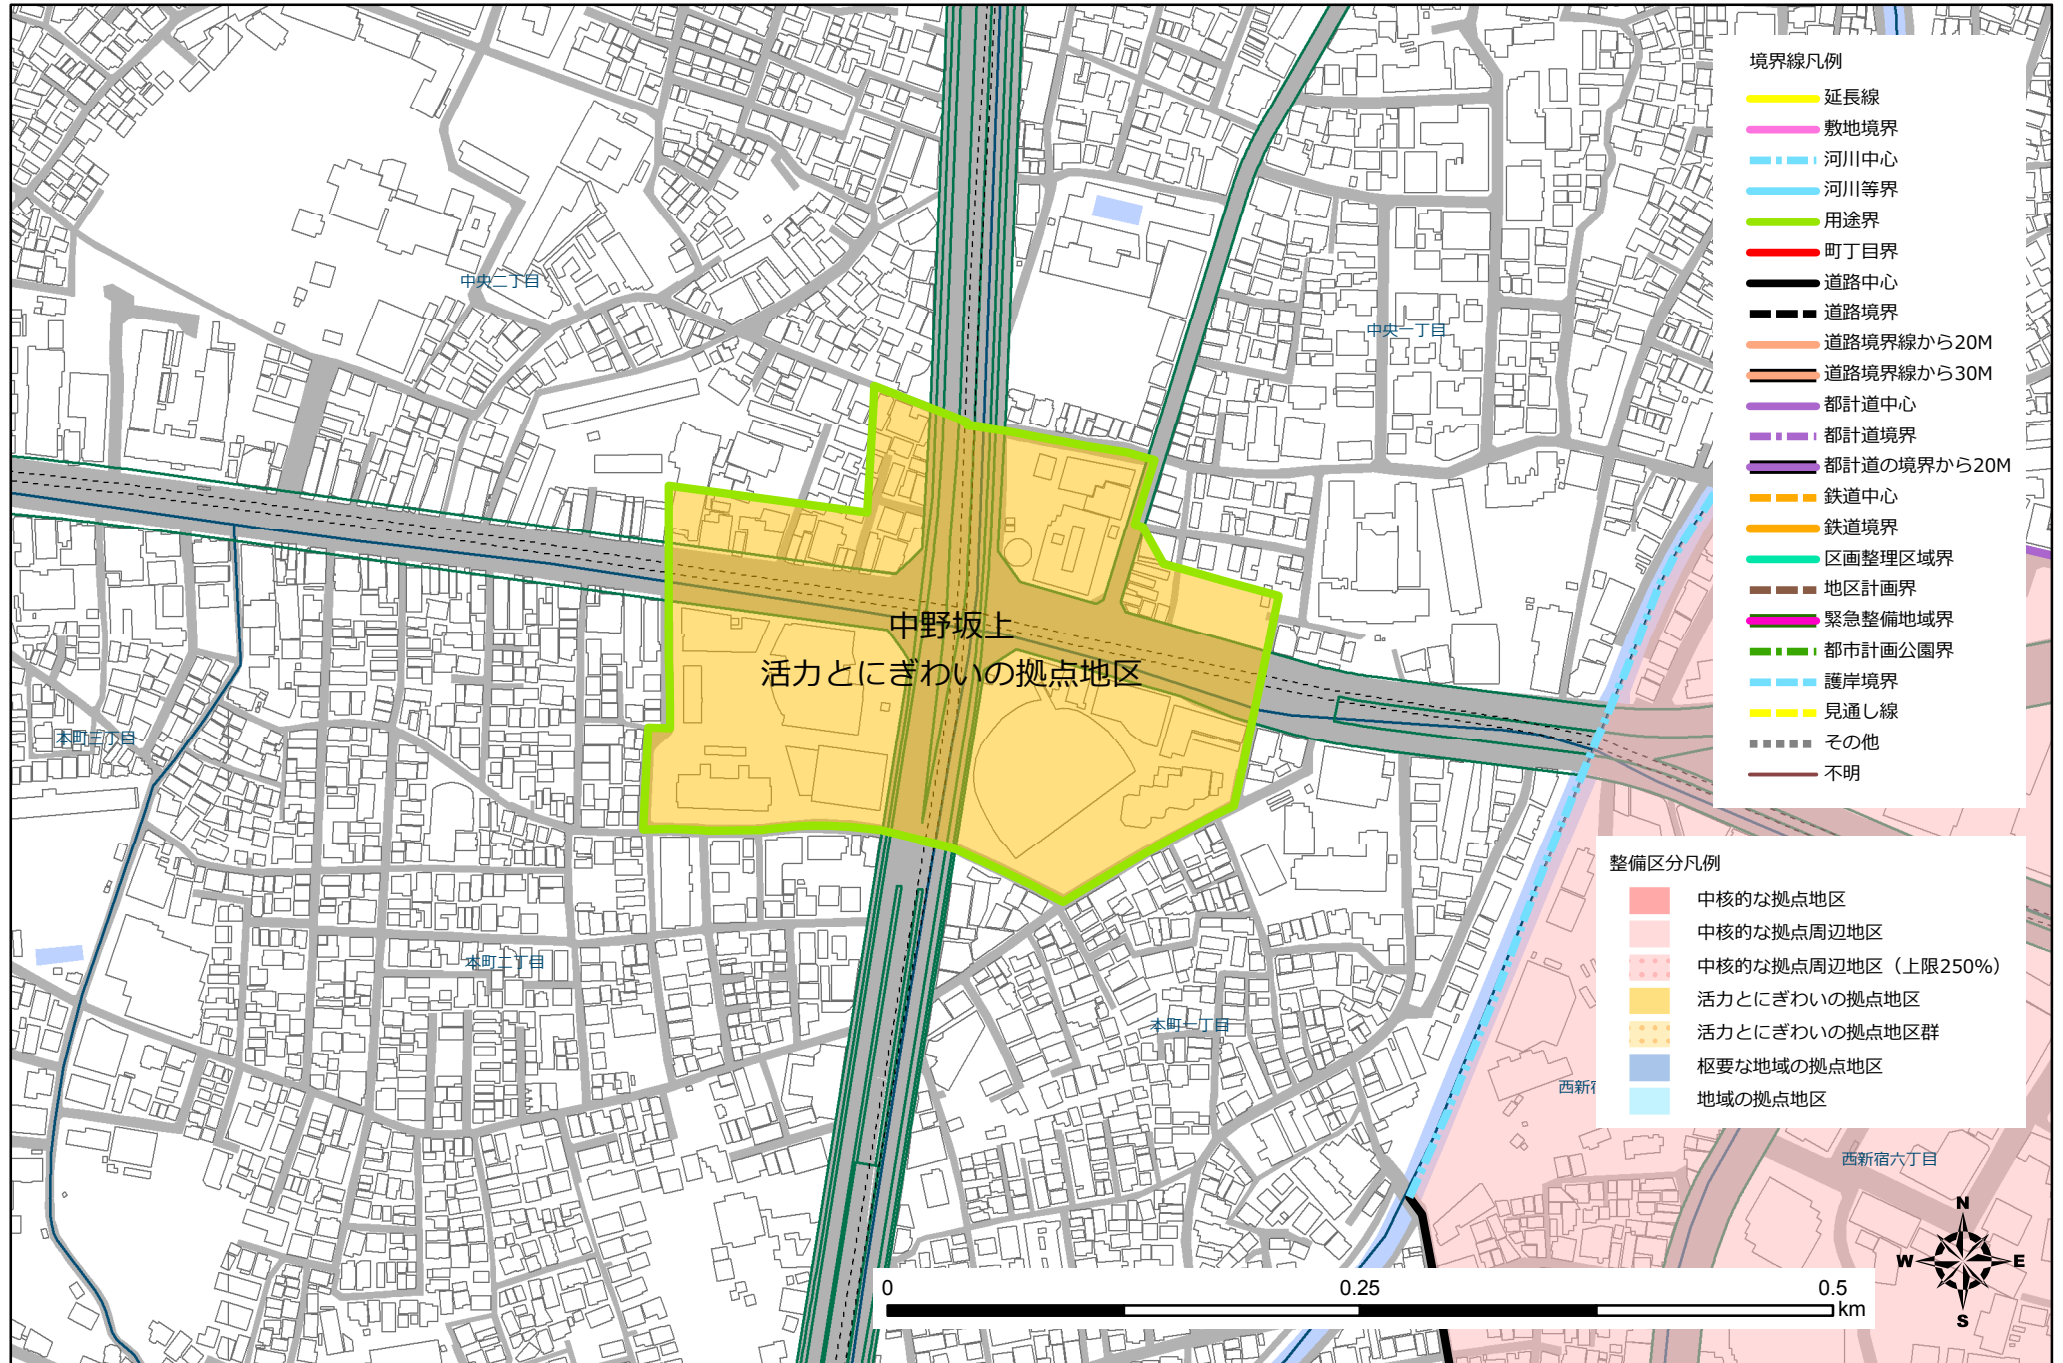 中央二丁目
中央一丁目
中野坂上
活力とにぎわいの拠点地区
本町三丁目
本町二丁目
本町一丁目
西新宿六丁目
境界線凡例
延長線
敷地境界
河川中心
河川等界
用途界
町丁目界
道路中心
道路境界
道路境界線から20M
道路境界線から30M
都計道中心
都計道境界
都計道の境界から20M
鉄道中心
鉄道境界
区画整理区域界
地区計画界
緊急整備地域界
都市計画公園界
護岸境界
見通し線
その他
不明
整備区分凡例
中核的な拠点地区
中核的な拠点周辺地区
中核的な拠点周辺地区（上限250%）
活力とにぎわいの拠点地区
活力とにぎわいの拠点地区群
枢要な地域の拠点地区
地域の拠点地区
西新
N
W
E
S
0
0.25
0.5
km